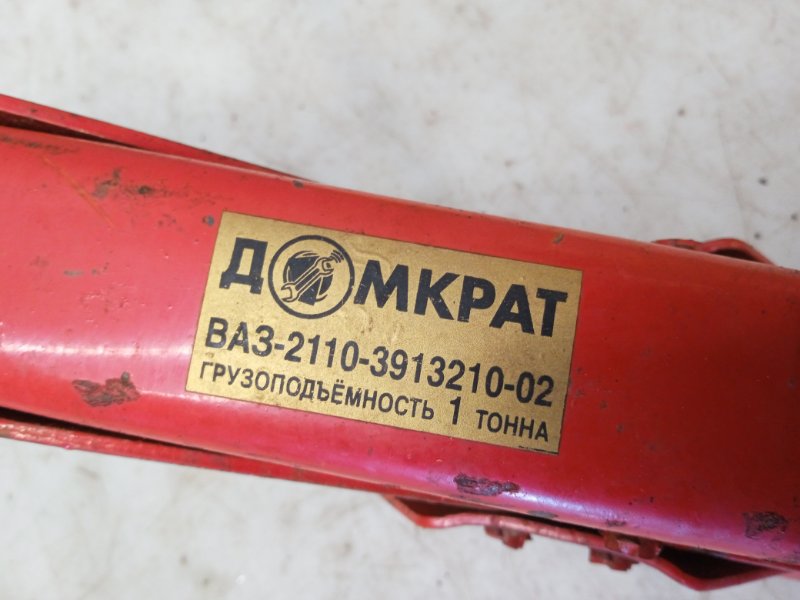 ДОМКРАТ
ВАЗ-2110-3913210-02
ГРУЗОПОДЪЁМНОСТЬ 1 ТОННА